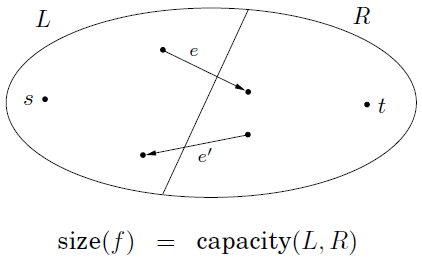 L R
e
s t
e′
size(f) = capacity(L, R)